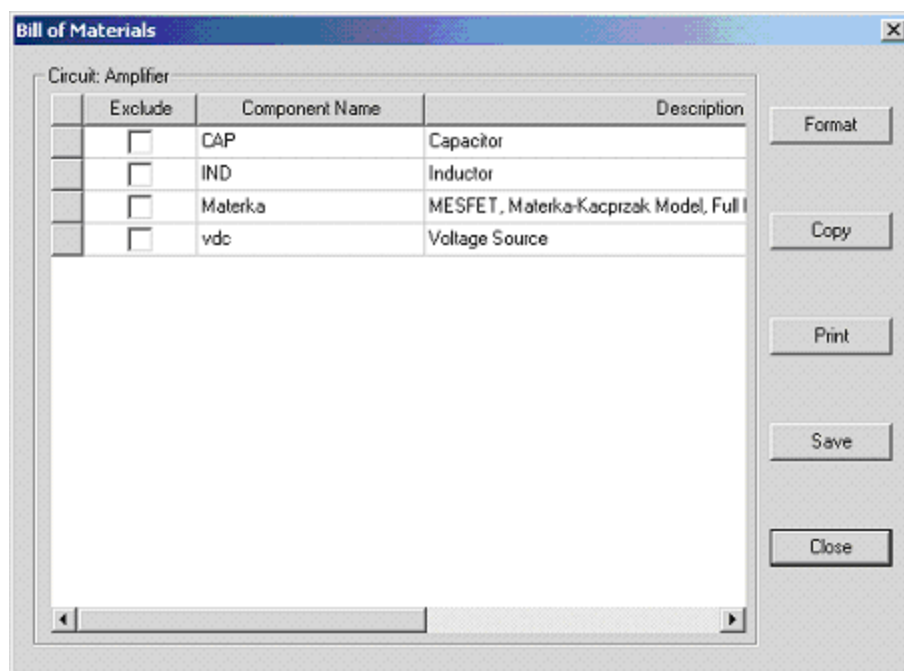 Bill of Materials
Circuit: Amplifier
Exclude Component Name Description
CAP Capacitor
IND Inductor
Materka MESFET, Materka-Kacprzak Model, Full
vdc Voltage Source
Format
Copy
Print
Save
Close